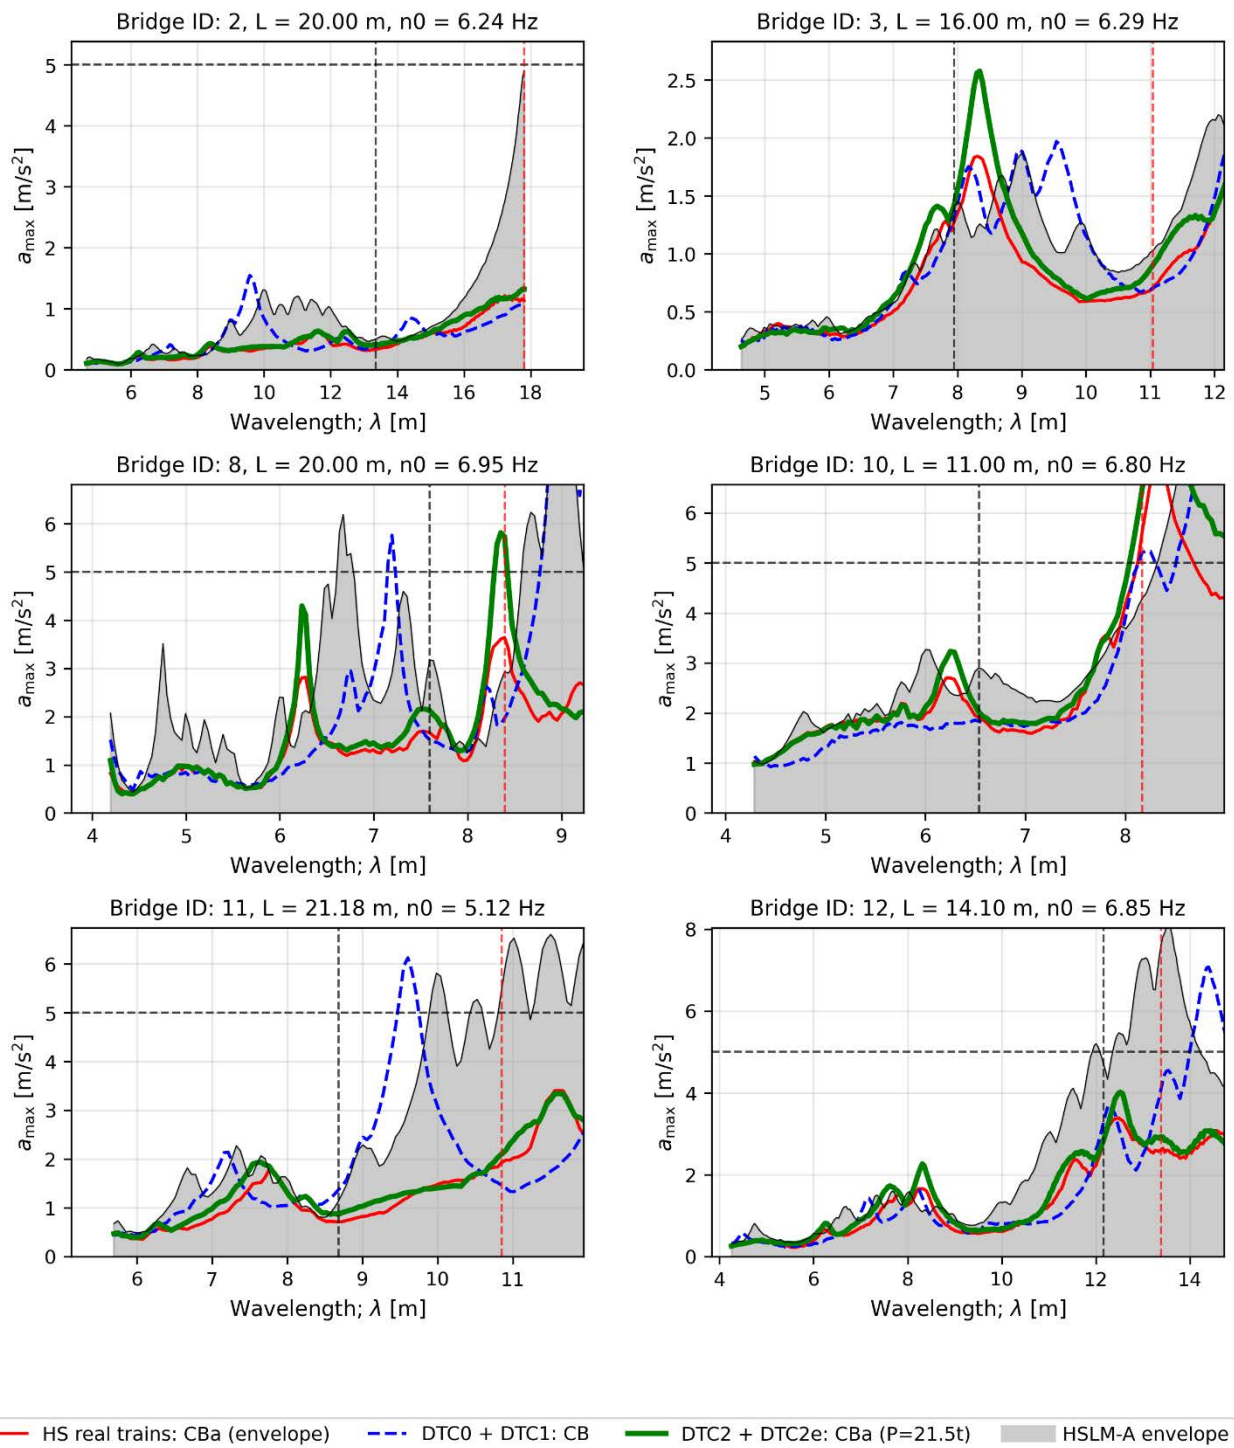 Bridge ID: 2, L = 20.00 m, n0 = 6.24 Hz
5
4
3
2
1
0
a_max [m/s²]
6 8 10 12 14 16 18
Wavelength; λ [m]
Bridge ID: 3, L = 16.00 m, n0 = 6.29 Hz
2.5
2.0
1.5
1.0
0.5
0.0
a_max [m/s²]
5 6 7 8 9 10 11 12
Wavelength; λ [m]
Bridge ID: 8, L = 20.00 m, n0 = 6.95 Hz
6
5
4
3
2
1
0
a_max [m/s²]
4 5 6 7 8 9
Wavelength; λ [m]
Bridge ID: 10, L = 11.00 m, n0 = 6.80 Hz
6
5
4
3
2
1
0
a_max [m/s²]
4 5 6 7 8
Wavelength; λ [m]
Bridge ID: 11, L = 21.18 m, n0 = 5.12 Hz
6
5
4
3
2
1
0
a_max [m/s²]
6 7 8 9 10 11
Wavelength; λ [m]
Bridge ID: 12, L = 14.10 m, n0 = 6.85 Hz
8
6
4
2
0
a_max [m/s²]
4 6 8 10 12 14
Wavelength; λ [m]
HS real trains: CBa (envelope) DTC0 + DTC1: CB DTC2 + DTC2e: CBa (P=21.5t) HSLM-A envelope